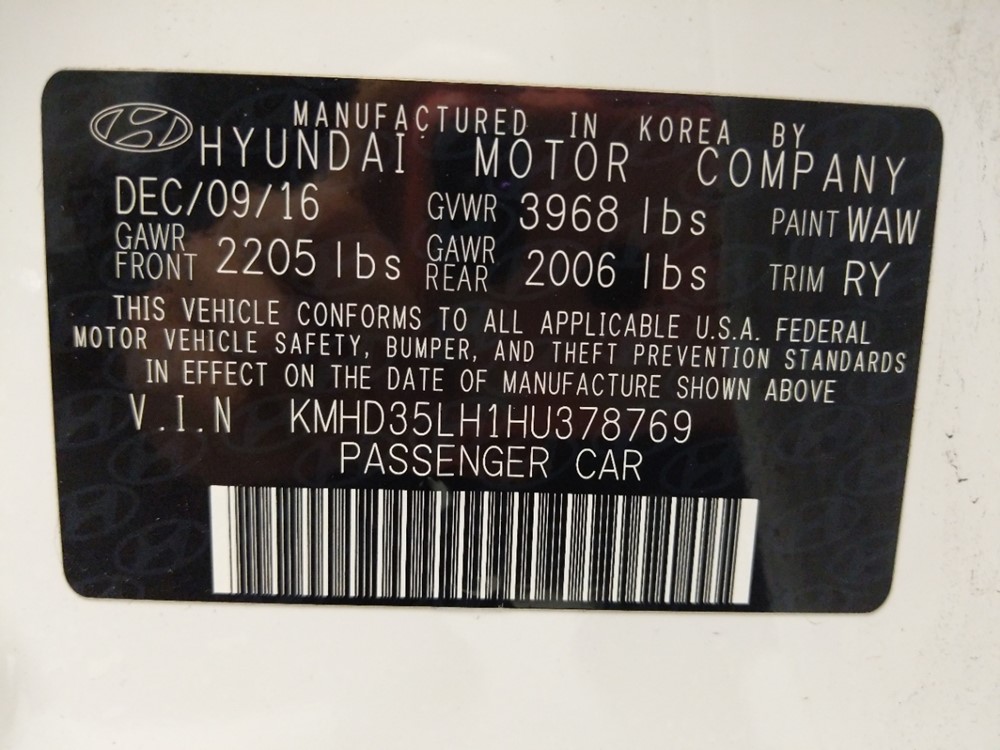 MANUFACTURED IN KOREA BY
HYUNDAI MOTOR COMPANY
DEC/09/16 GVWR 3968 lbs PAINT WAW
GAWR FRONT 2205 lbs GAWR REAR 2006 lbs TRIM RY
THIS VEHICLE CONFORMS TO ALL APPLICABLE U.S.A. FEDERAL
MOTOR VEHICLE SAFETY, BUMPER, AND THEFT PREVENTION STANDARDS
IN EFFECT ON THE DATE OF MANUFACTURE SHOWN ABOVE
V.I.N KMHD35LH1HU378769
PASSENGER CAR